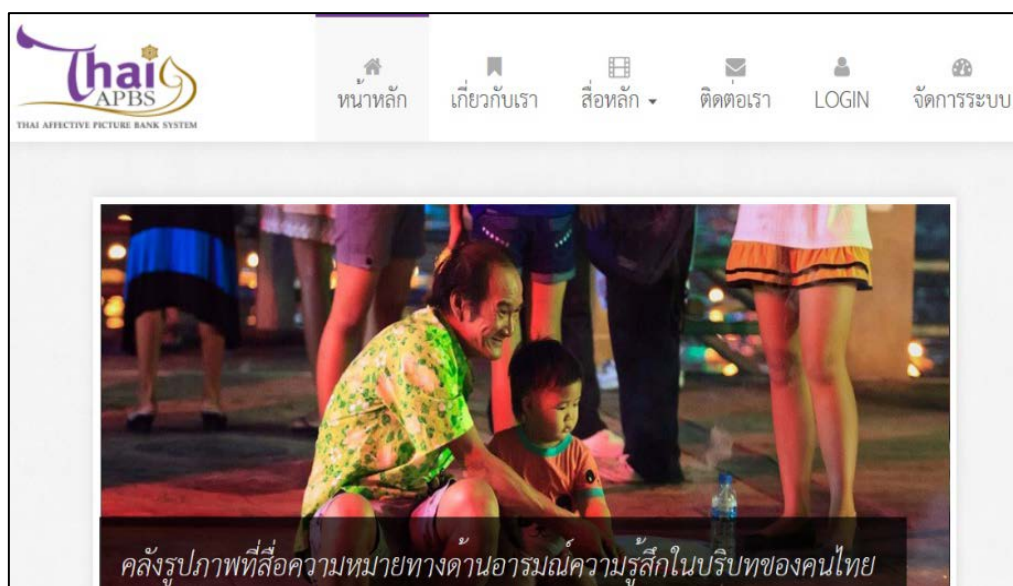 Thai
APBS
THAI AFFECTIVE PICTURE BANK SYSTEM
หน้าหลัก
เกี่ยวกับเรา
สื่อหลัก
ติดต่อเรา
LOGIN
จัดการระบบ
คลังรูปภาพที่สื่อความหมายทางด้านอารมณ์ความรู้สึกในบริบทของคนไทย